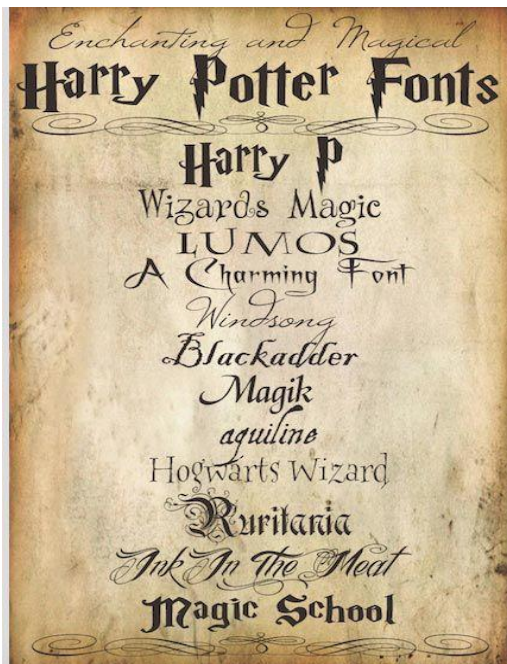 Enchanting and Magical
Harry Potter Fonts
Harry P
Wizards Magic
LUMOS
A Charming Font
Windsong
Blackadder
Magik
aquiline
Hogwarts Wizard
Ruritania
Ink In The Meat
Magic School